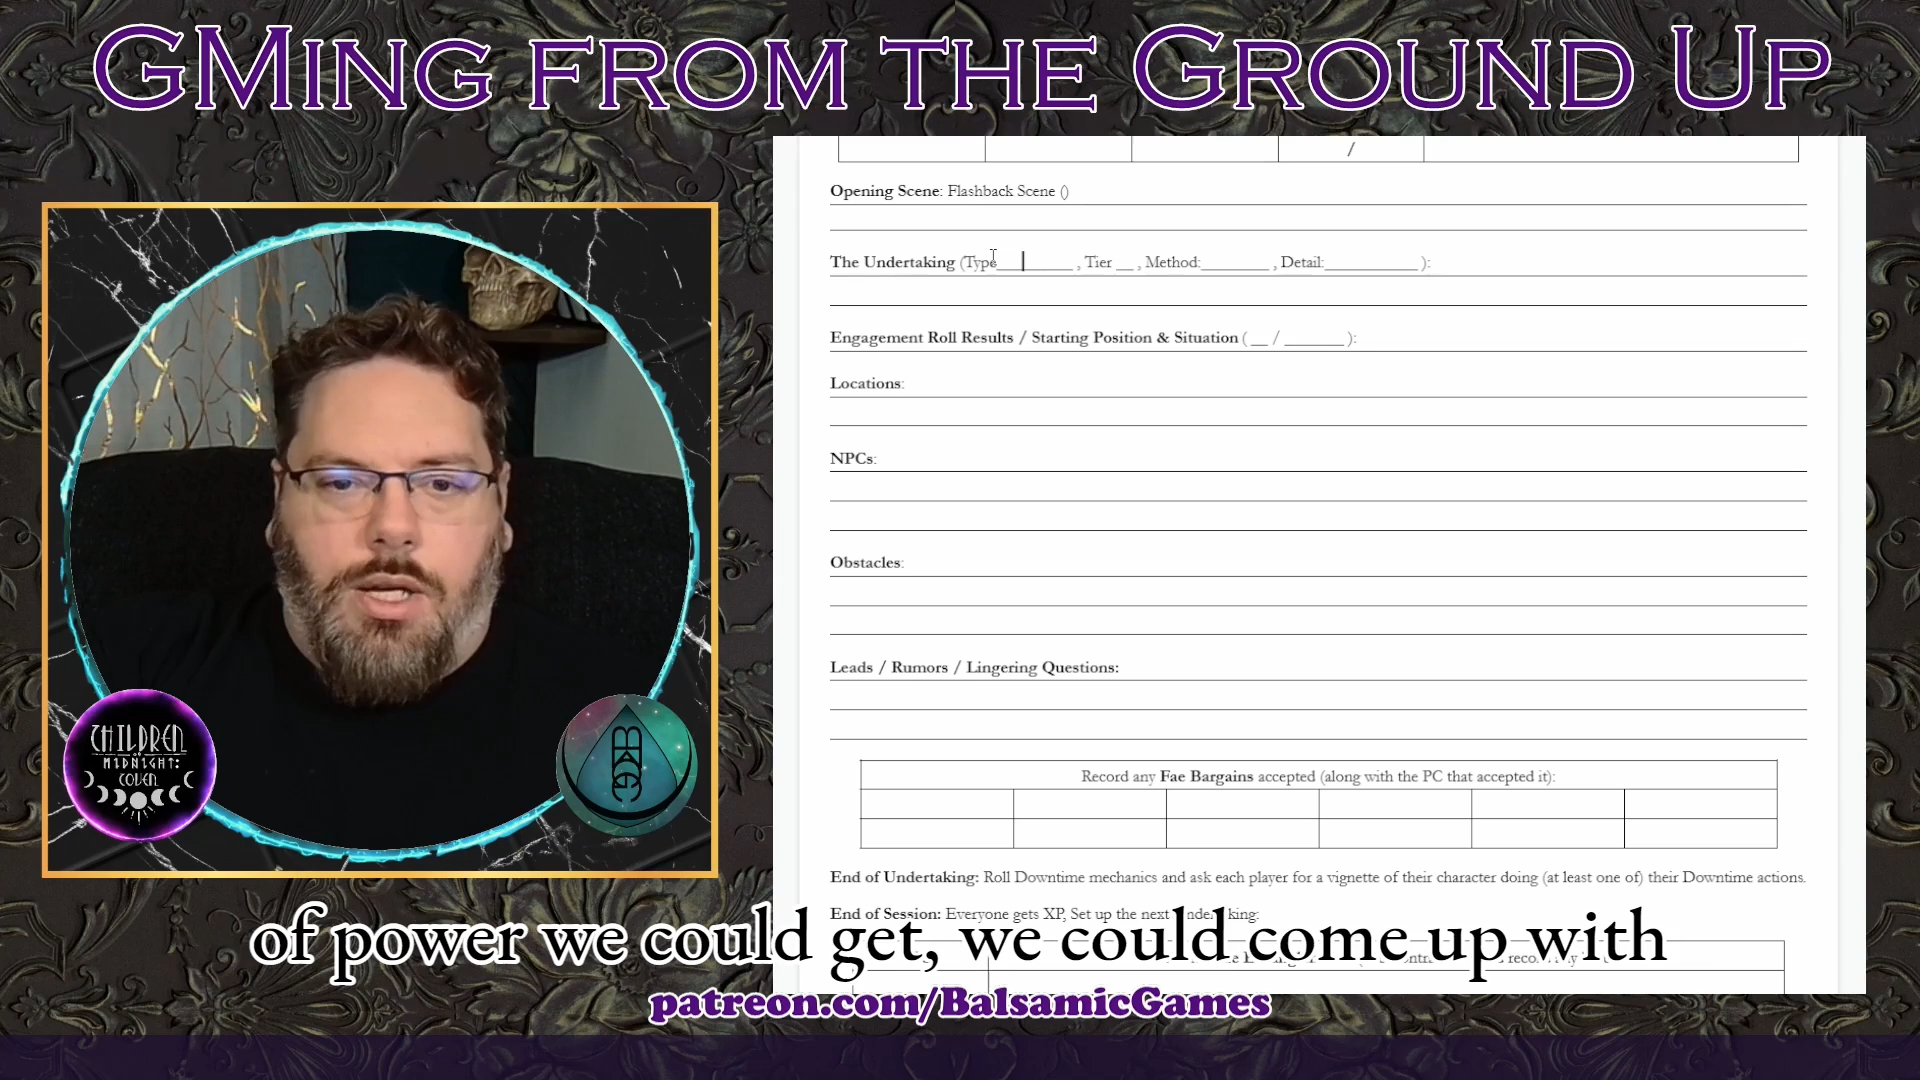 GMing from the Ground Up
/
Opening Scene: Flashback Scene ()
The Undertaking (Type___ ______ , Tier __ , Method:________ , Detail:___________ ):
Engagement Roll Results / Starting Position & Situation ( __ / _______ ):
Locations:
NPCs:
Obstacles:
Leads / Rumors / Lingering Questions:
Record any Fae Bargains accepted (along with the PC that accepted it):
End of Undertaking: Roll Downtime mechanics and ask each player for a vignette of their character doing (at least one of) their Downtime actions.
End of Session: Everyone gets XP, Set up the next
CHILDREN
OF
MIDNIGHT:
COVEN
of power we could get, we could come up with
patreon.com/BalsamicGames